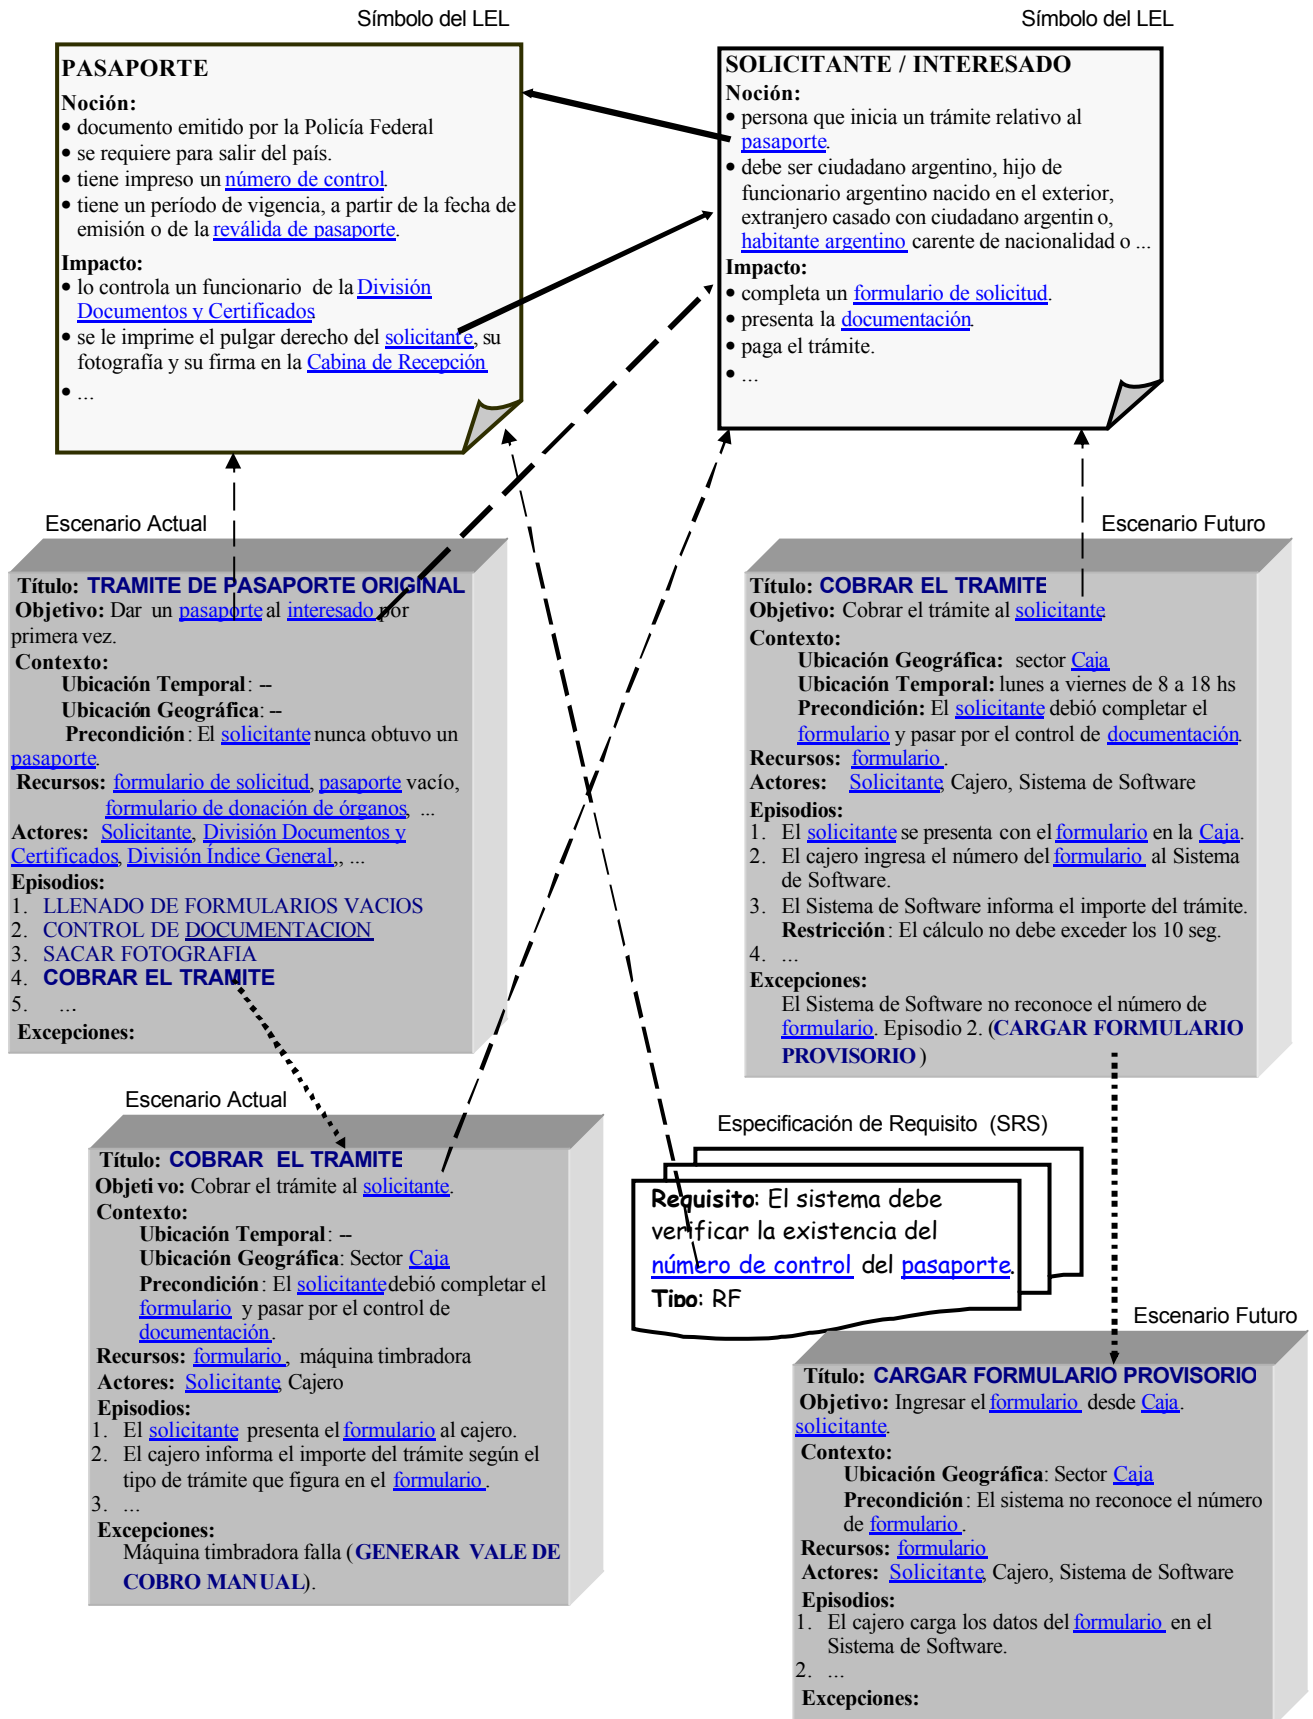 Símbolo del LEL
PASAPORTE
Noción:
• documento emitido por la Policía Federal
• se requiere para salir del país.
• tiene impreso un número de control.
• tiene un período de vigencia, a partir de la fecha de
emisión o de la reválida de pasaporte.
Impacto:
• lo controla un funcionario de la División
Documentos y Certificados
• se le imprime el pulgar derecho del solicitante, su
fotografía y su firma en la Cabina de Recepción
• ...
Símbolo del LEL
SOLICITANTE / INTERESADO
Noción:
• persona que inicia un trámite relativo al
pasaporte.
• debe ser ciudadano argentino, hijo de
funcionario argentino nacido en el exterior,
extranjero casado con ciudadano argentino,
habitante argentino carente de nacionalidad o ...
Impacto:
• completa un formulario de solicitud.
• presenta la documentación.
• paga el trámite.
• ...
Escenario Actual
Título: TRAMITE DE PASAPORTE ORIGINAL
Objetivo: Dar un pasaporte al interesado por
primera vez.
Contexto:
Ubicación Temporal: --
Ubicación Geográfica: --
Precondición: El solicitante nunca obtuvo un
pasaporte.
Recursos: formulario de solicitud, pasaporte vacío,
formulario de donación de órganos, ...
Actores: Solicitante, División Documentos y
Certificados, División Índice General,, ...
Episodios:
1. LLENADO DE FORMULARIOS VACIOS
2. CONTROL DE DOCUMENTACION
3. SACAR FOTOGRAFIA
4. COBRAR EL TRAMITE
5. ...
Excepciones:
Escenario Futuro
Título: COBRAR EL TRAMITE
Objetivo: Cobrar el trámite al solicitante
Contexto:
Ubicación Geográfica: sector Caja
Ubicación Temporal: lunes a viernes de 8 a 18 hs
Precondición: El solicitante debió completar el
formulario y pasar por el control de documentación.
Recursos: formulario.
Actores: Solicitante, Cajero, Sistema de Software
Episodios:
1. El solicitante se presenta con el formulario en la Caja.
2. El cajero ingresa el número del formulario al Sistema
de Software.
3. El Sistema de Software informa el importe del trámite.
Restricción: El cálculo no debe exceder los 10 seg.
4. ...
Excepciones:
El Sistema de Software no reconoce el número de
formulario. Episodio 2. (CARGAR FORMULARIO
PROVISORIO)
Escenario Actual
Título: COBRAR EL TRAMITE
Objetivo: Cobrar el trámite al solicitante.
Contexto:
Ubicación Temporal: --
Ubicación Geográfica: Sector Caja
Precondición: El solicitante debió completar el
formulario y pasar por el control de
documentación.
Recursos: formulario, máquina timbradora
Actores: Solicitante, Cajero
Episodios:
1. El solicitante presenta el formulario al cajero.
2. El cajero informa el importe del trámite según el
tipo de trámite que figura en el formulario.
3. ...
Excepciones:
Máquina timbradora falla (GENERAR VALE DE
COBRO MANUAL).
Especificación de Requisito (SRS)
Requisito: El sistema debe
verificar la existencia del
número de control del pasaporte.
Tipo: RF
Escenario Futuro
Título: CARGAR FORMULARIO PROVISORIO
Objetivo: Ingresar el formulario desde Caja.
solicitante.
Contexto:
Ubicación Geográfica: Sector Caja
Precondición: El sistema no reconoce el número
de formulario.
Recursos: formulario
Actores: Solicitante, Cajero, Sistema de Software
Episodios:
1. El cajero carga los datos del formulario en el
Sistema de Software.
2. ...
Excepciones: